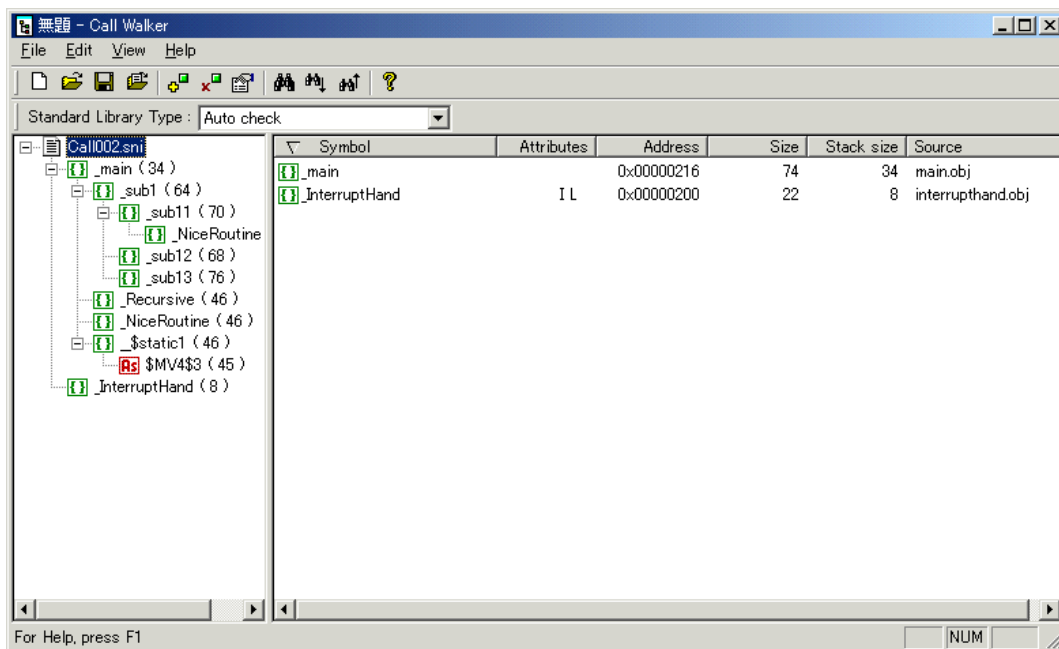 無題 - Call Walker
File Edit View Help
Standard Library Type : Auto check
Call002.sni
_main ( 34 )
_sub1 ( 64 )
_sub11 ( 70 )
_NiceRoutine
_sub12 ( 68 )
_sub13 ( 76 )
_Recursive ( 46 )
_NiceRoutine ( 46 )
__$static1 ( 46 )
As $MV4$3 ( 45 )
_InterruptHand ( 8 )
Symbol Attributes Address Size Stack size Source
_main 0x00000216 74 34 main.obj
_InterruptHand I L 0x00000200 22 8 interrupthand.obj
For Help, press F1 NUM